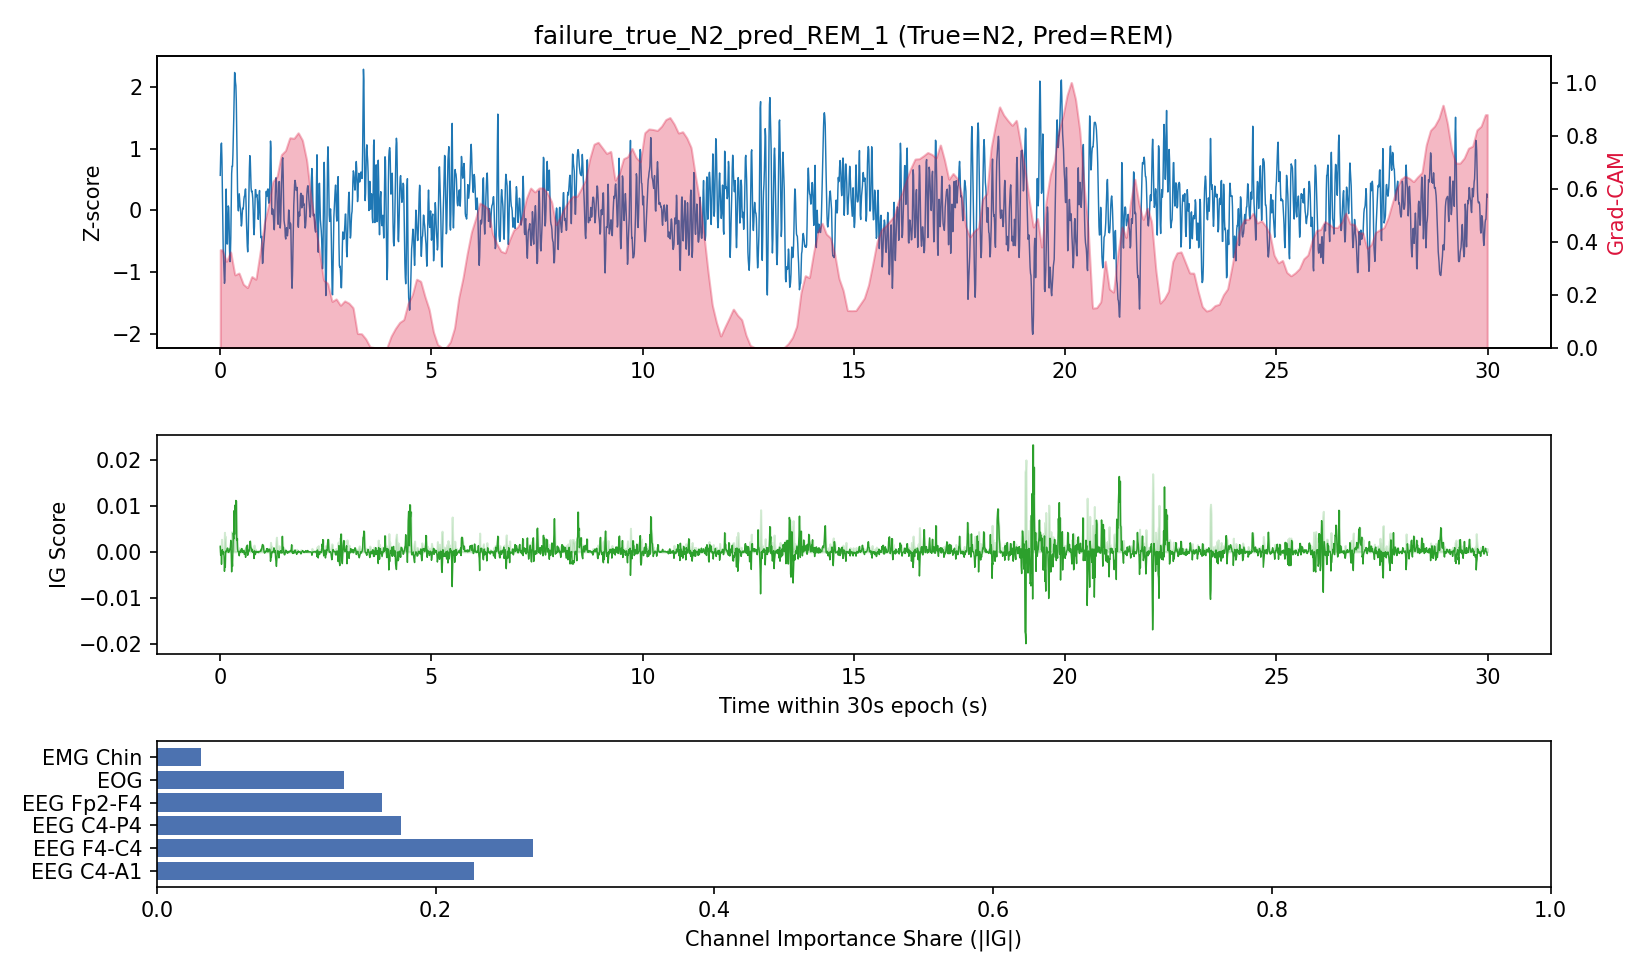 failure_true_N2_pred_REM_1 (True=N2, Pred=REM)
Z-score
2
1
0
−1
−2
1.0
0.8
0.6
0.4
0.2
0.0
Grad-CAM
0 5 10 15 20 25 30
IG Score
0.02
0.01
0.00
−0.01
−0.02
0 5 10 15 20 25 30
Time within 30s epoch (s)
EMG Chin
EOG
EEG Fp2-F4
EEG C4-P4
EEG F4-C4
EEG C4-A1
0.0 0.2 0.4 0.6 0.8 1.0
Channel Importance Share (|IG|)